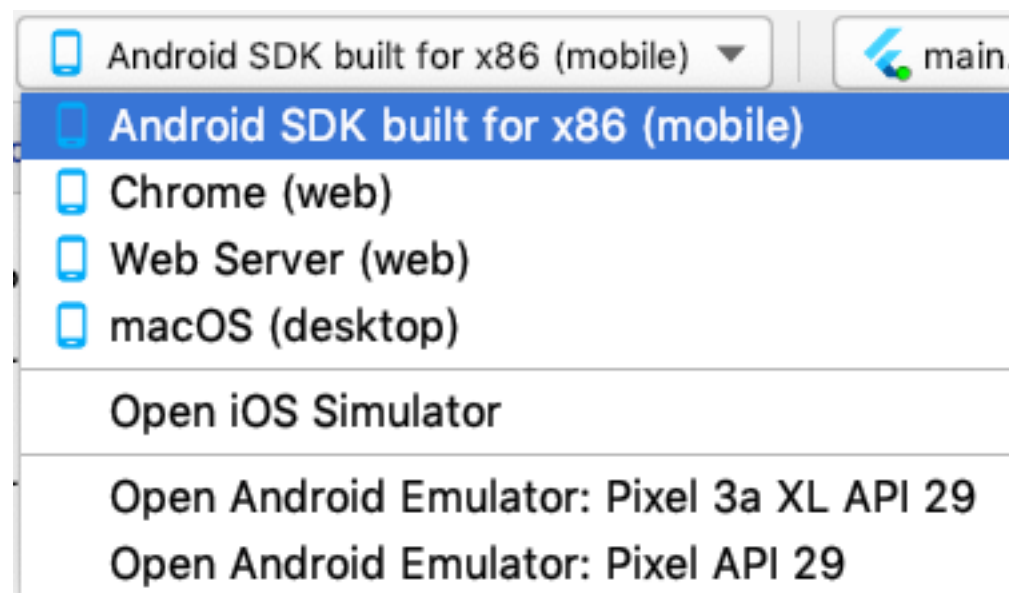 Android SDK built for x86 (mobile)
main.
Android SDK built for x86 (mobile)
Chrome (web)
Web Server (web)
macOS (desktop)
Open iOS Simulator
Open Android Emulator: Pixel 3a XL API 29
Open Android Emulator: Pixel API 29